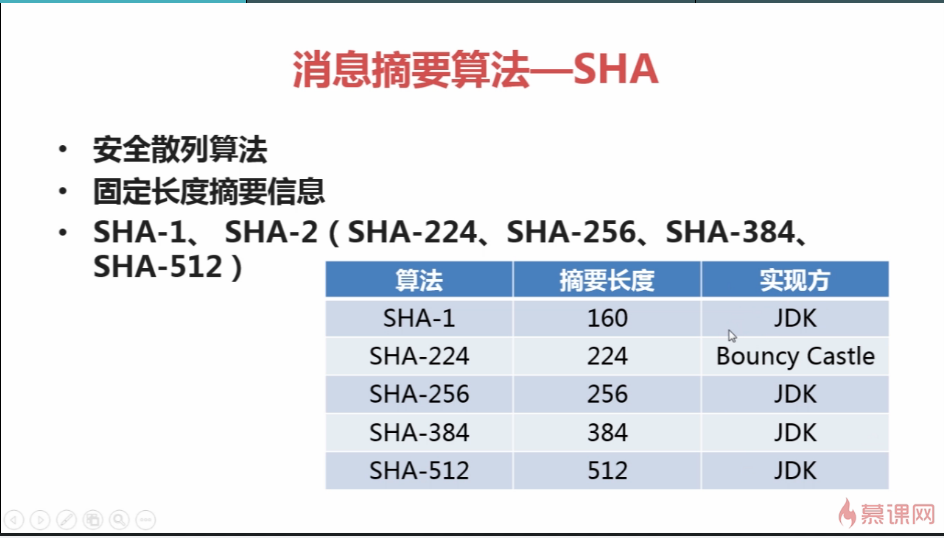 消息摘要算法—SHA
• 安全散列算法
• 固定长度摘要信息
• SHA-1、 SHA-2（SHA-224、SHA-256、SHA-384、
SHA-512）
算法 摘要长度 实现方
SHA-1 160 JDK
SHA-224 224 Bouncy Castle
SHA-256 256 JDK
SHA-384 384 JDK
SHA-512 512 JDK
慕课网